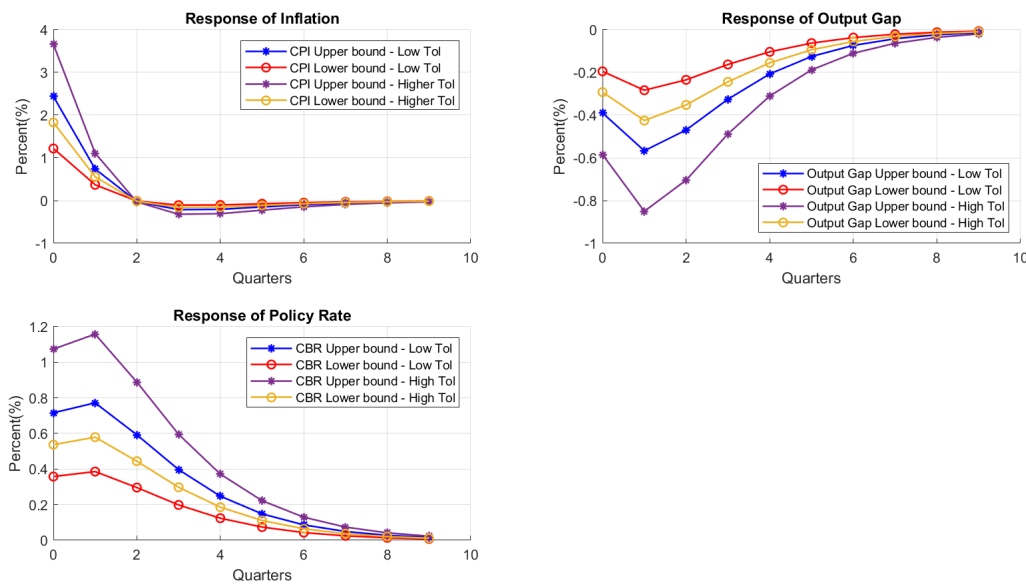 Response of Inflation
4
3
2
1
0
-1
Percent(%)
CPI Upper bound - Low Tol
CPI Lower bound - Low Tol
CPI Upper bound - Higher Tol
CPI Lower bound - Higher Tol
0 2 4 6 8 10
Quarters
Response of Output Gap
0
-0.2
-0.4
-0.6
-0.8
-1
Percent(%)
Output Gap Upper bound - Low Tol
Output Gap Lower bound - Low Tol
Output Gap Upper bound - High Tol
Output Gap Lower bound - High Tol
0 2 4 6 8 10
Quarters
Response of Policy Rate
1.2
1
0.8
0.6
0.4
0.2
0
Percent(%)
CBR Upper bound - Low Tol
CBR Lower bound - Low Tol
CBR Upper bound - High Tol
CBR Lower bound - High Tol
0 2 4 6 8 10
Quarters